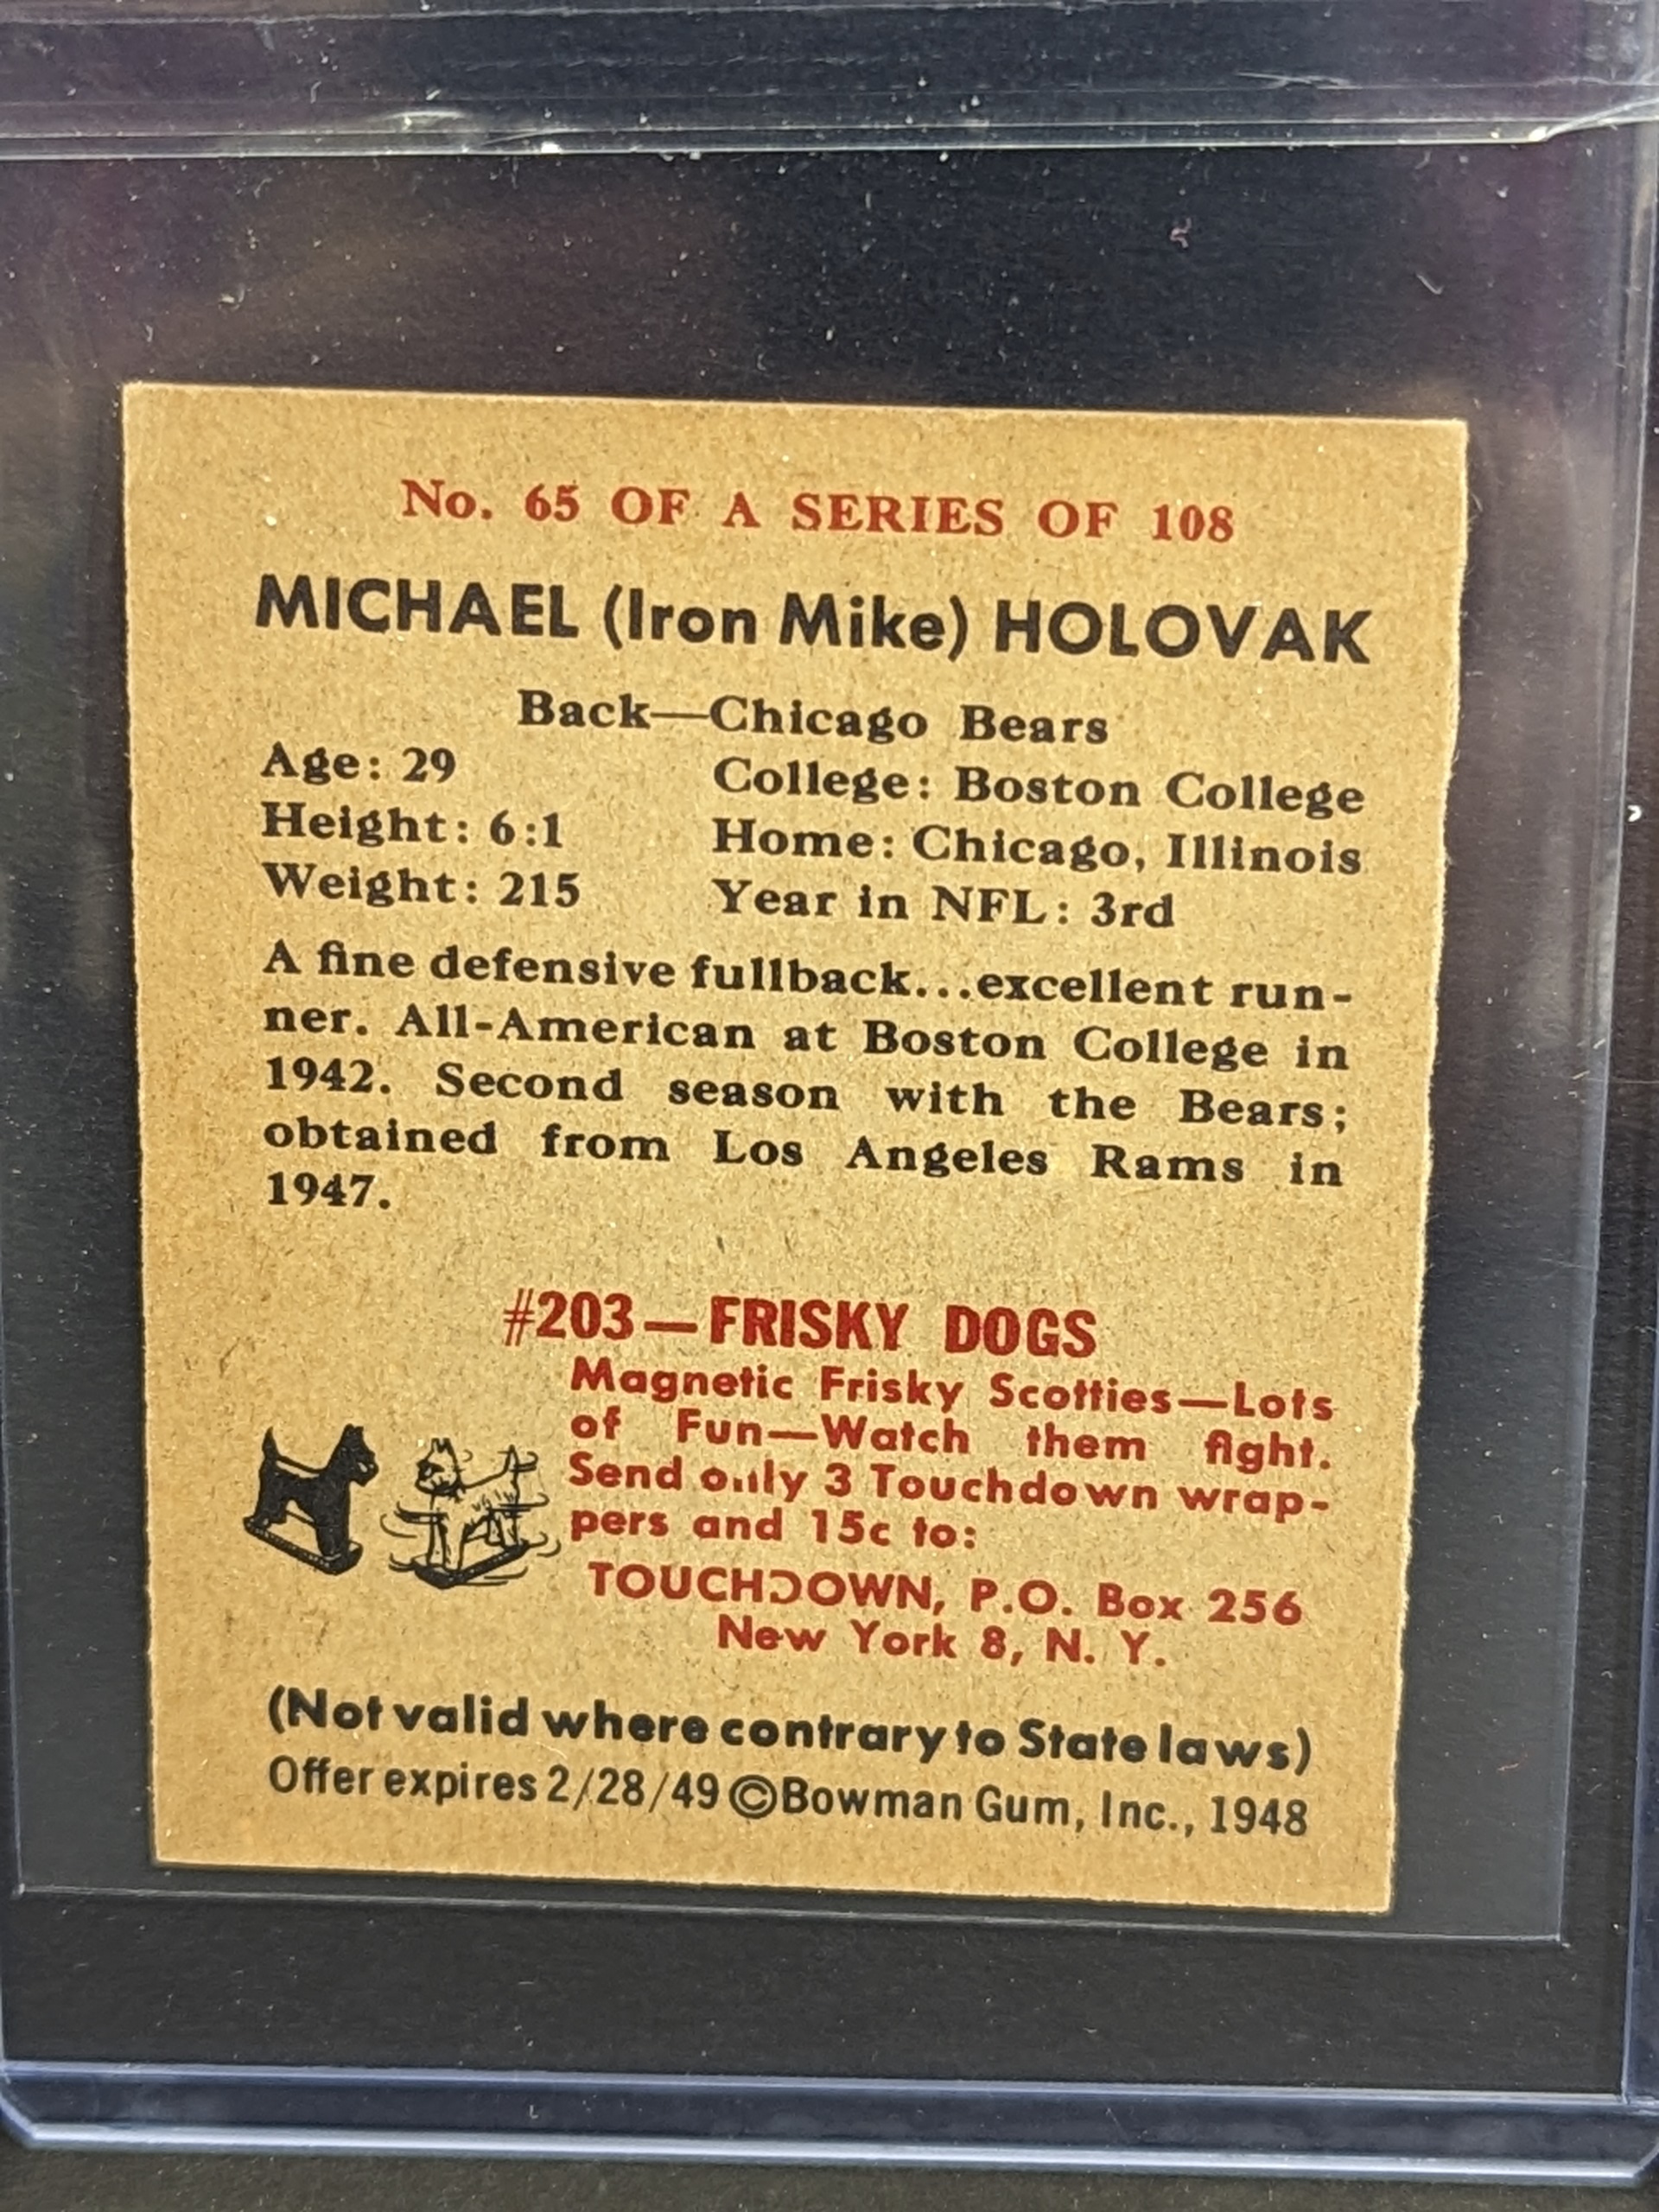 No. 65 OF A SERIES OF 108
MICHAEL (Iron Mike) HOLOVAK
Back—Chicago Bears
Age: 29 College: Boston College
Height: 6:1 Home: Chicago, Illinois
Weight: 215 Year in NFL: 3rd
A fine defensive fullback...excellent run-
ner. All-American at Boston College in
1942. Second season with the Bears;
obtained from Los Angeles Rams in
1947.
#203—FRISKY DOGS
Magnetic Frisky Scotties—Lots
of Fun—Watch them fight.
Send only 3 Touchdown wrap-
pers and 15c to:
TOUCHDOWN, P.O. Box 256
New York 8, N. Y.
(Not valid where contrary to State laws)
Offer expires 2/28/49 ©Bowman Gum, Inc., 1948